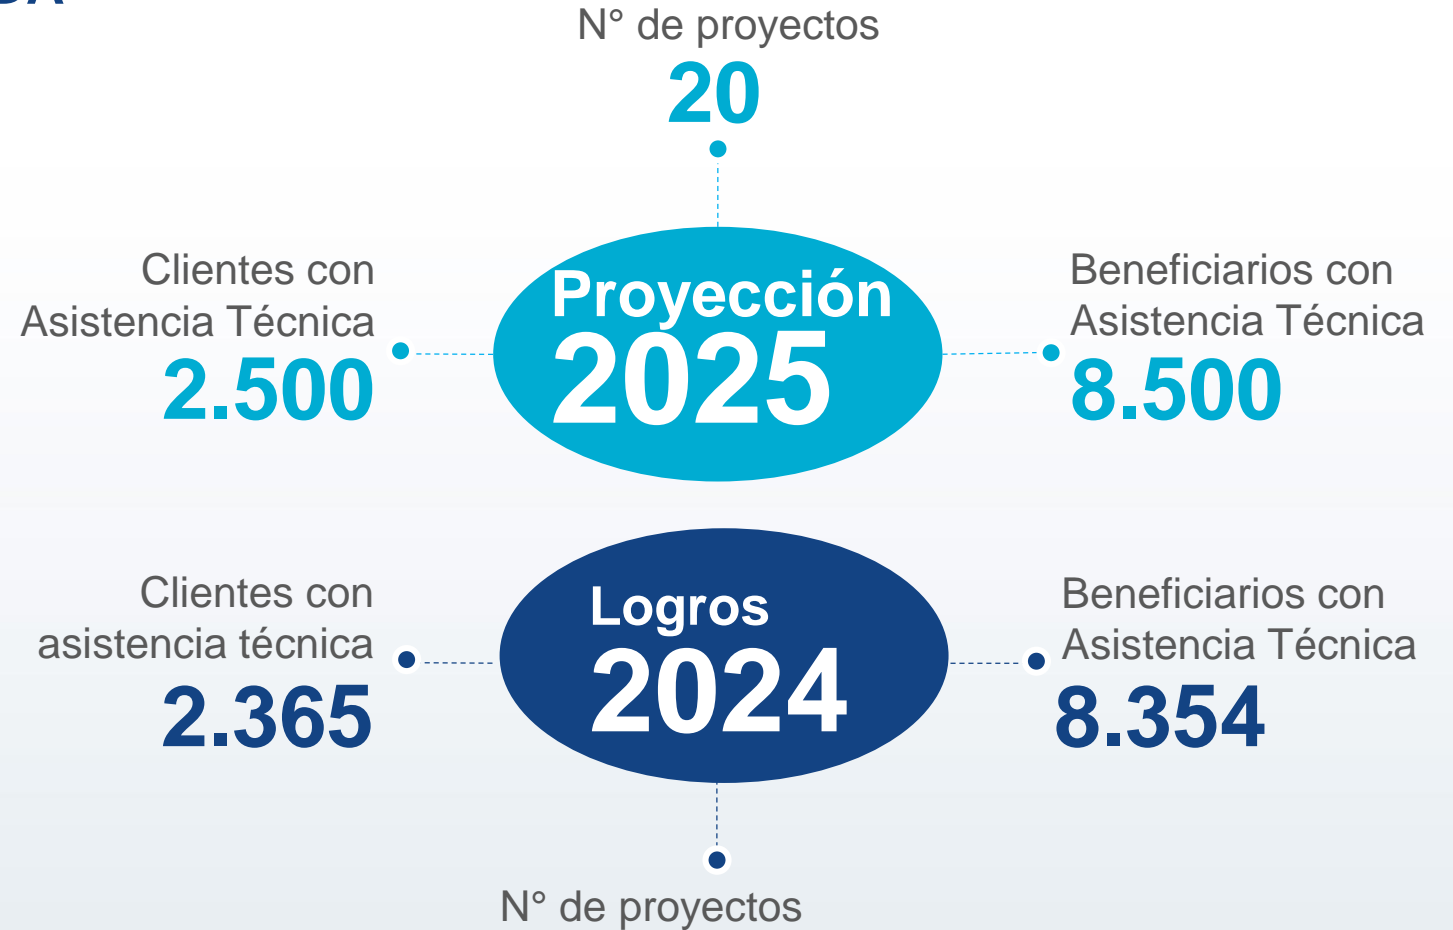 N° de proyectos
20
Clientes con
Asistencia Técnica
2.500
Proyección
2025
Beneficiarios con
Asistencia Técnica
8.500
Clientes con
asistencia técnica
2.365
Logros
2024
Beneficiarios con
Asistencia Técnica
8.354
N° de proyectos